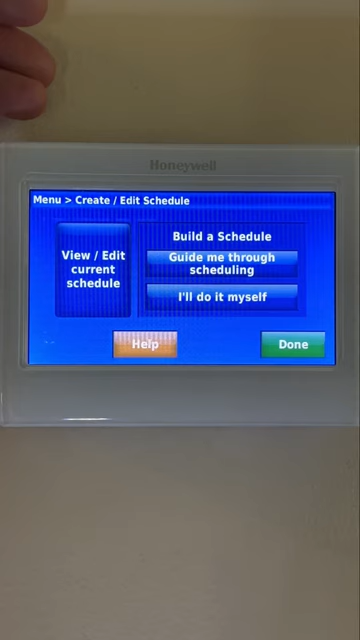 Honeywell
Menu > Create / Edit Schedule
View / Edit
current
schedule
Build a Schedule
Guide me through
scheduling
I'll do it myself
Help
Done